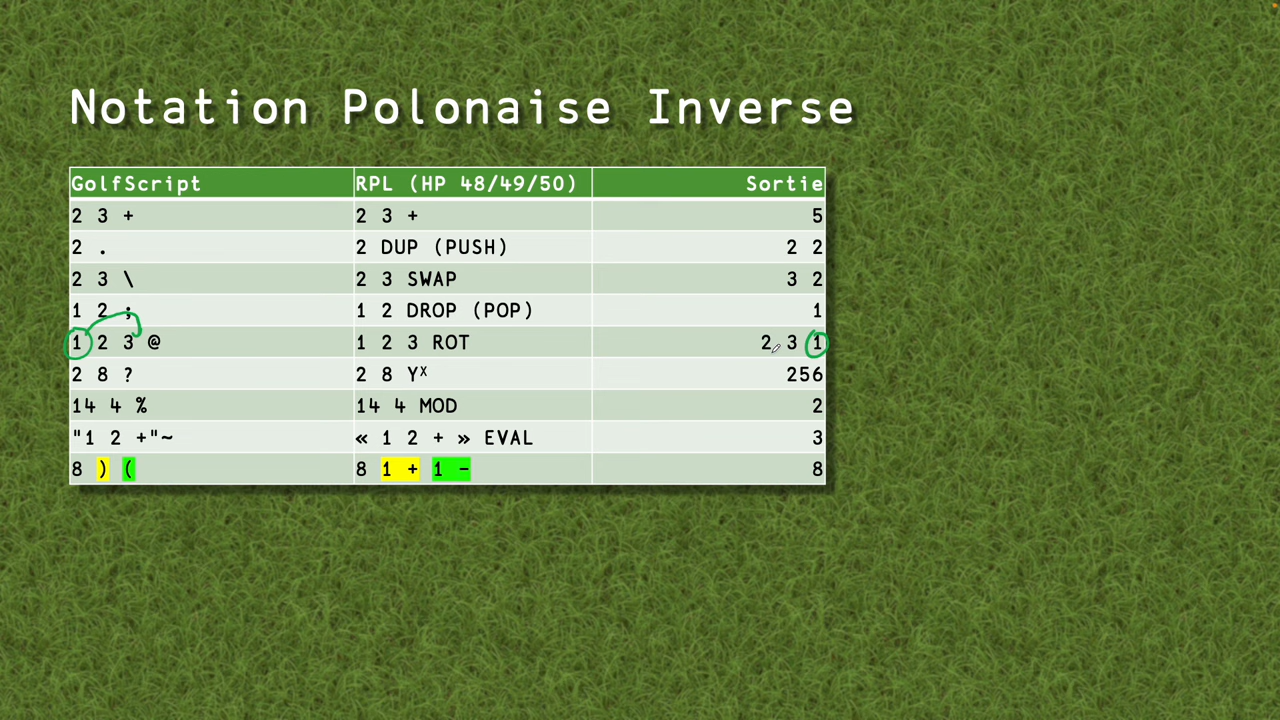 Notation Polonaise Inverse
GolfScript RPL (HP 48/49/50) Sortie
2 3 + 2 3 + 5
2 . 2 DUP (PUSH) 2 2
2 3 \ 2 3 SWAP 3 2
1 2 ; 1 2 DROP (POP) 1
1 2 3 @ 1 2 3 ROT 2 3 1
2 8 ? 2 8 Yˣ 256
14 4 % 14 4 MOD 2
"1 2 +"~ « 1 2 + » EVAL 3
8 ) ( 8 1 + 1 - 8